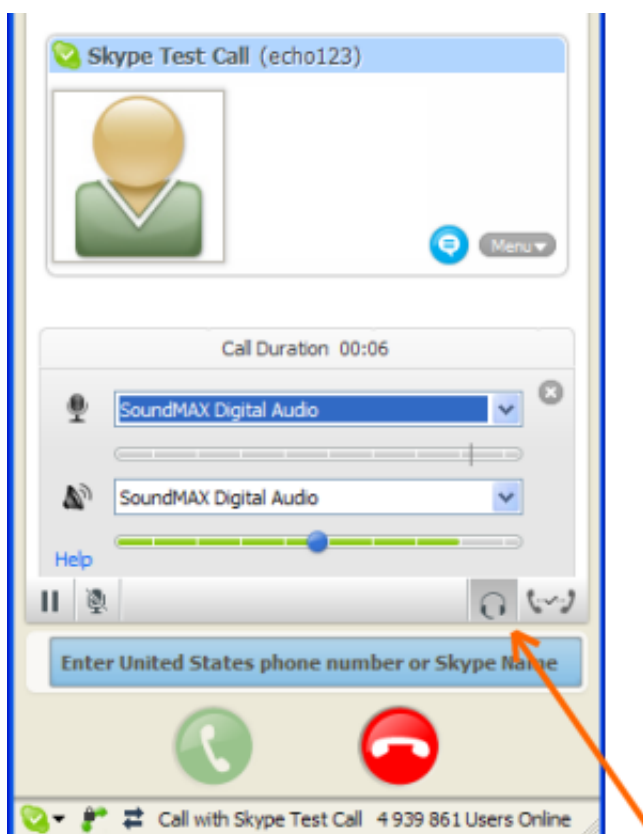 Skype Test Call (echo123)
Menu
Call Duration 00:06
SoundMAX Digital Audio
SoundMAX Digital Audio
Help
Enter United States phone number or Skype Name
Call with Skype Test Call 4 939 861 Users Online